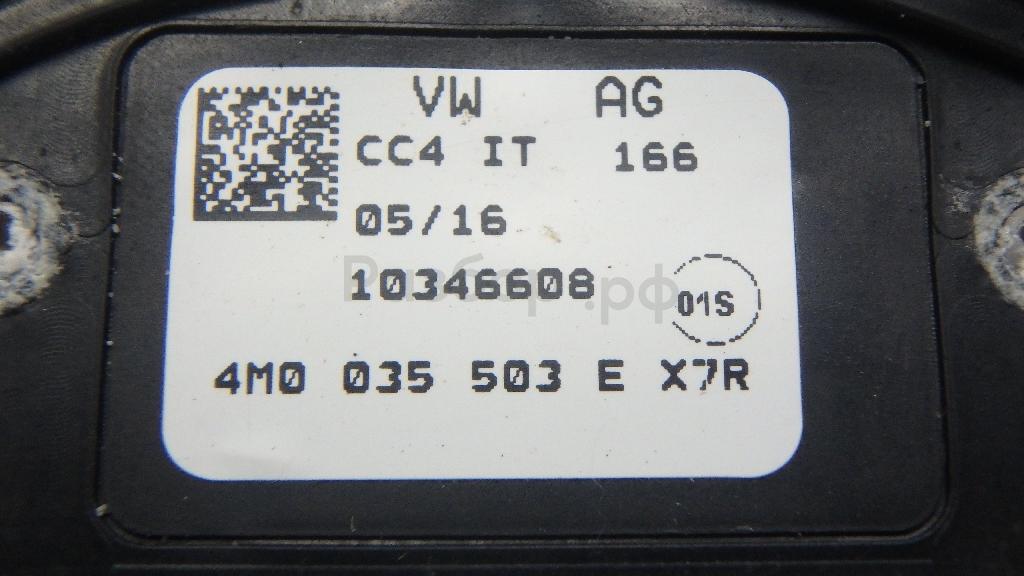 VW AG
CC4 IT 166
05/16
10346608
01S
4M0 035 503 E X7R